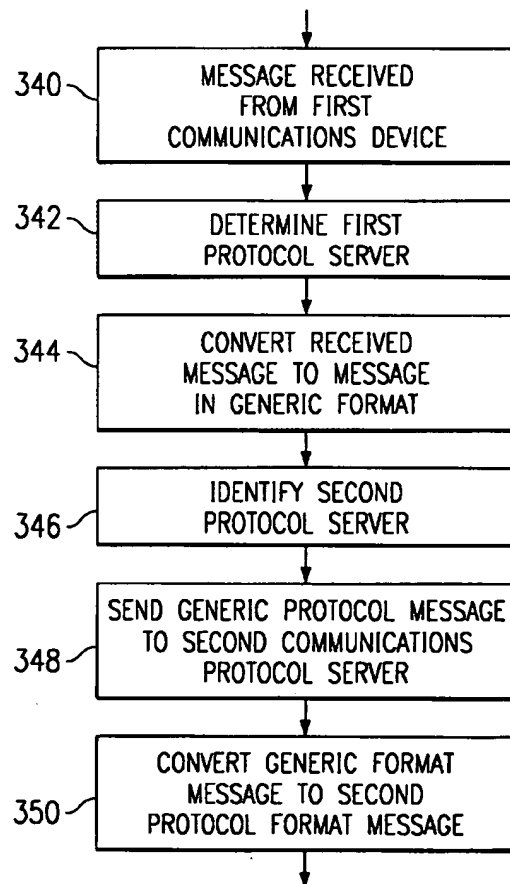 340
MESSAGE RECEIVED
FROM FIRST
COMMUNICATIONS DEVICE
342
DETERMINE FIRST
PROTOCOL SERVER
344
CONVERT RECEIVED
MESSAGE TO MESSAGE
IN GENERIC FORMAT
346
IDENTIFY SECOND
PROTOCOL SERVER
348
SEND GENERIC PROTOCOL MESSAGE
TO SECOND COMMUNICATIONS
PROTOCOL SERVER
350
CONVERT GENERIC FORMAT
MESSAGE TO SECOND
PROTOCOL FORMAT MESSAGE